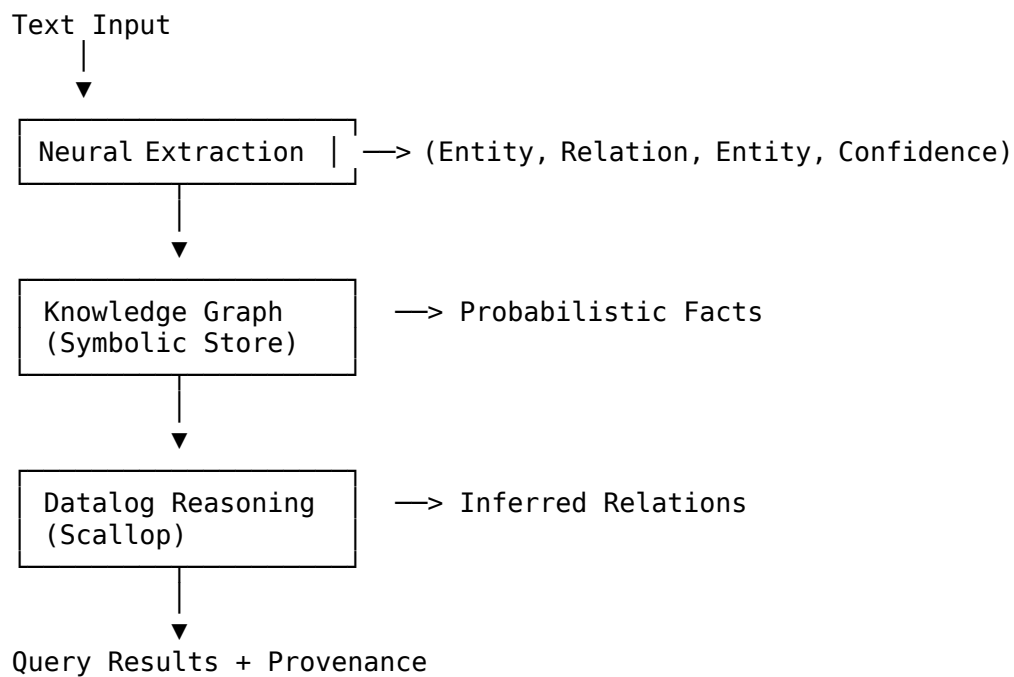 Text Input
Neural Extraction │ ──> (Entity, Relation, Entity, Confidence)
Knowledge Graph ──> Probabilistic Facts
(Symbolic Store)
Datalog Reasoning ──> Inferred Relations
(Scallop)
Query Results + Provenance